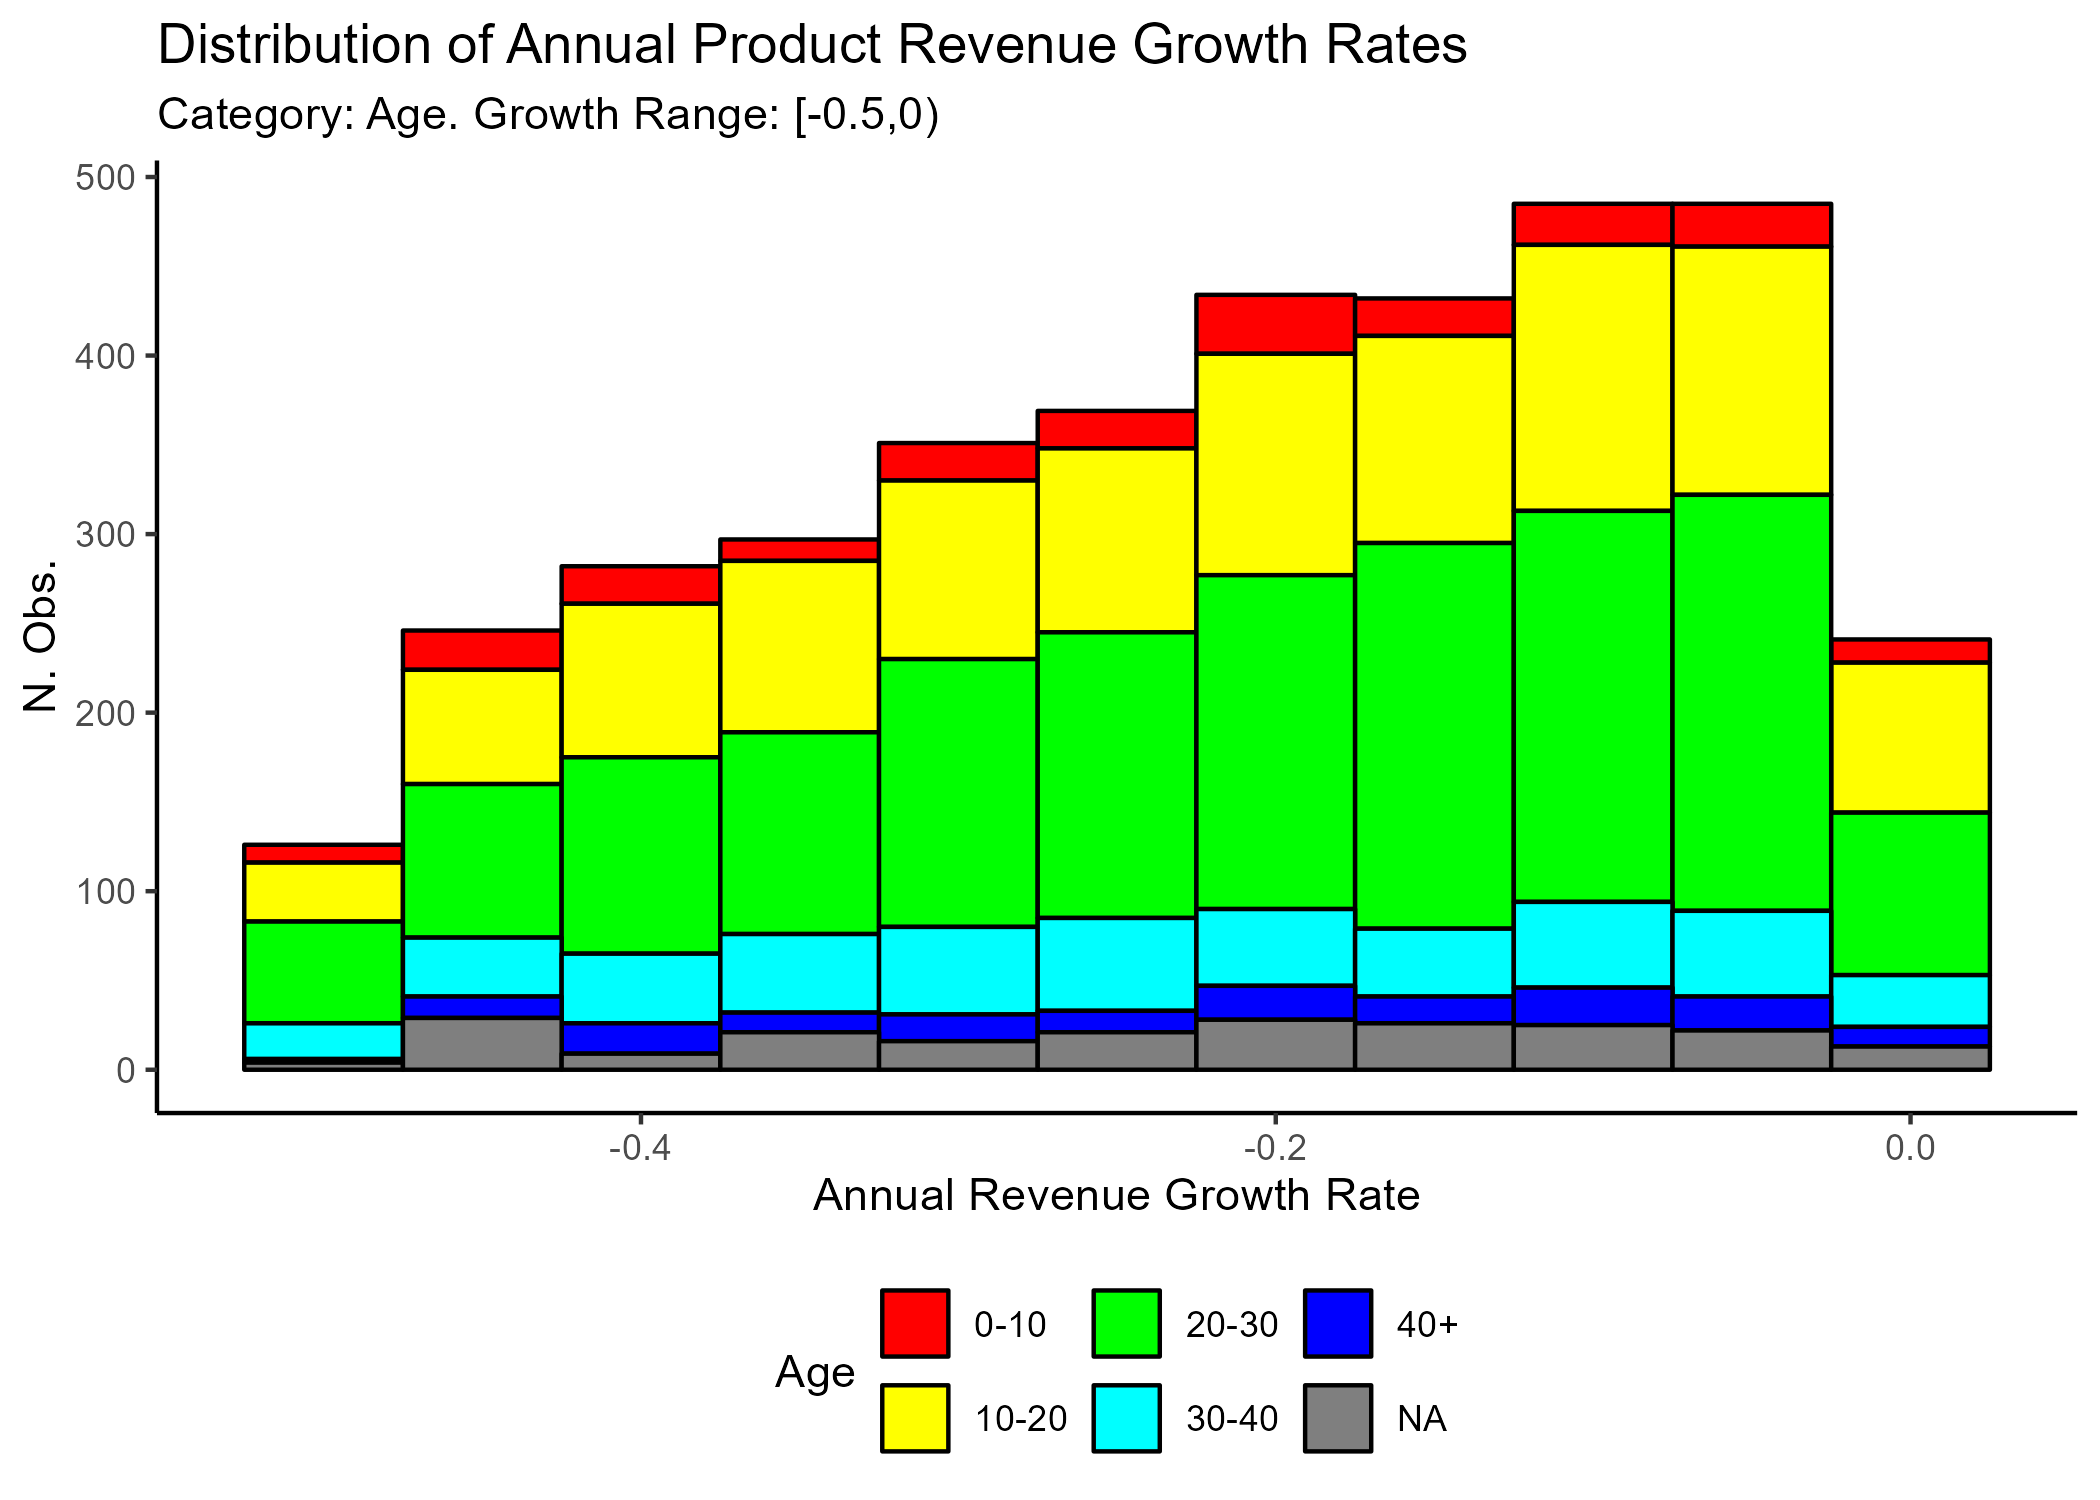 Distribution of Annual Product Revenue Growth Rates
Category: Age. Growth Range: [-0.5,0)
N. Obs.
500
400
300
200
100
0
-0.4
-0.2
0.0
Annual Revenue Growth Rate
Age
0-10
20-30
40+
10-20
30-40
NA